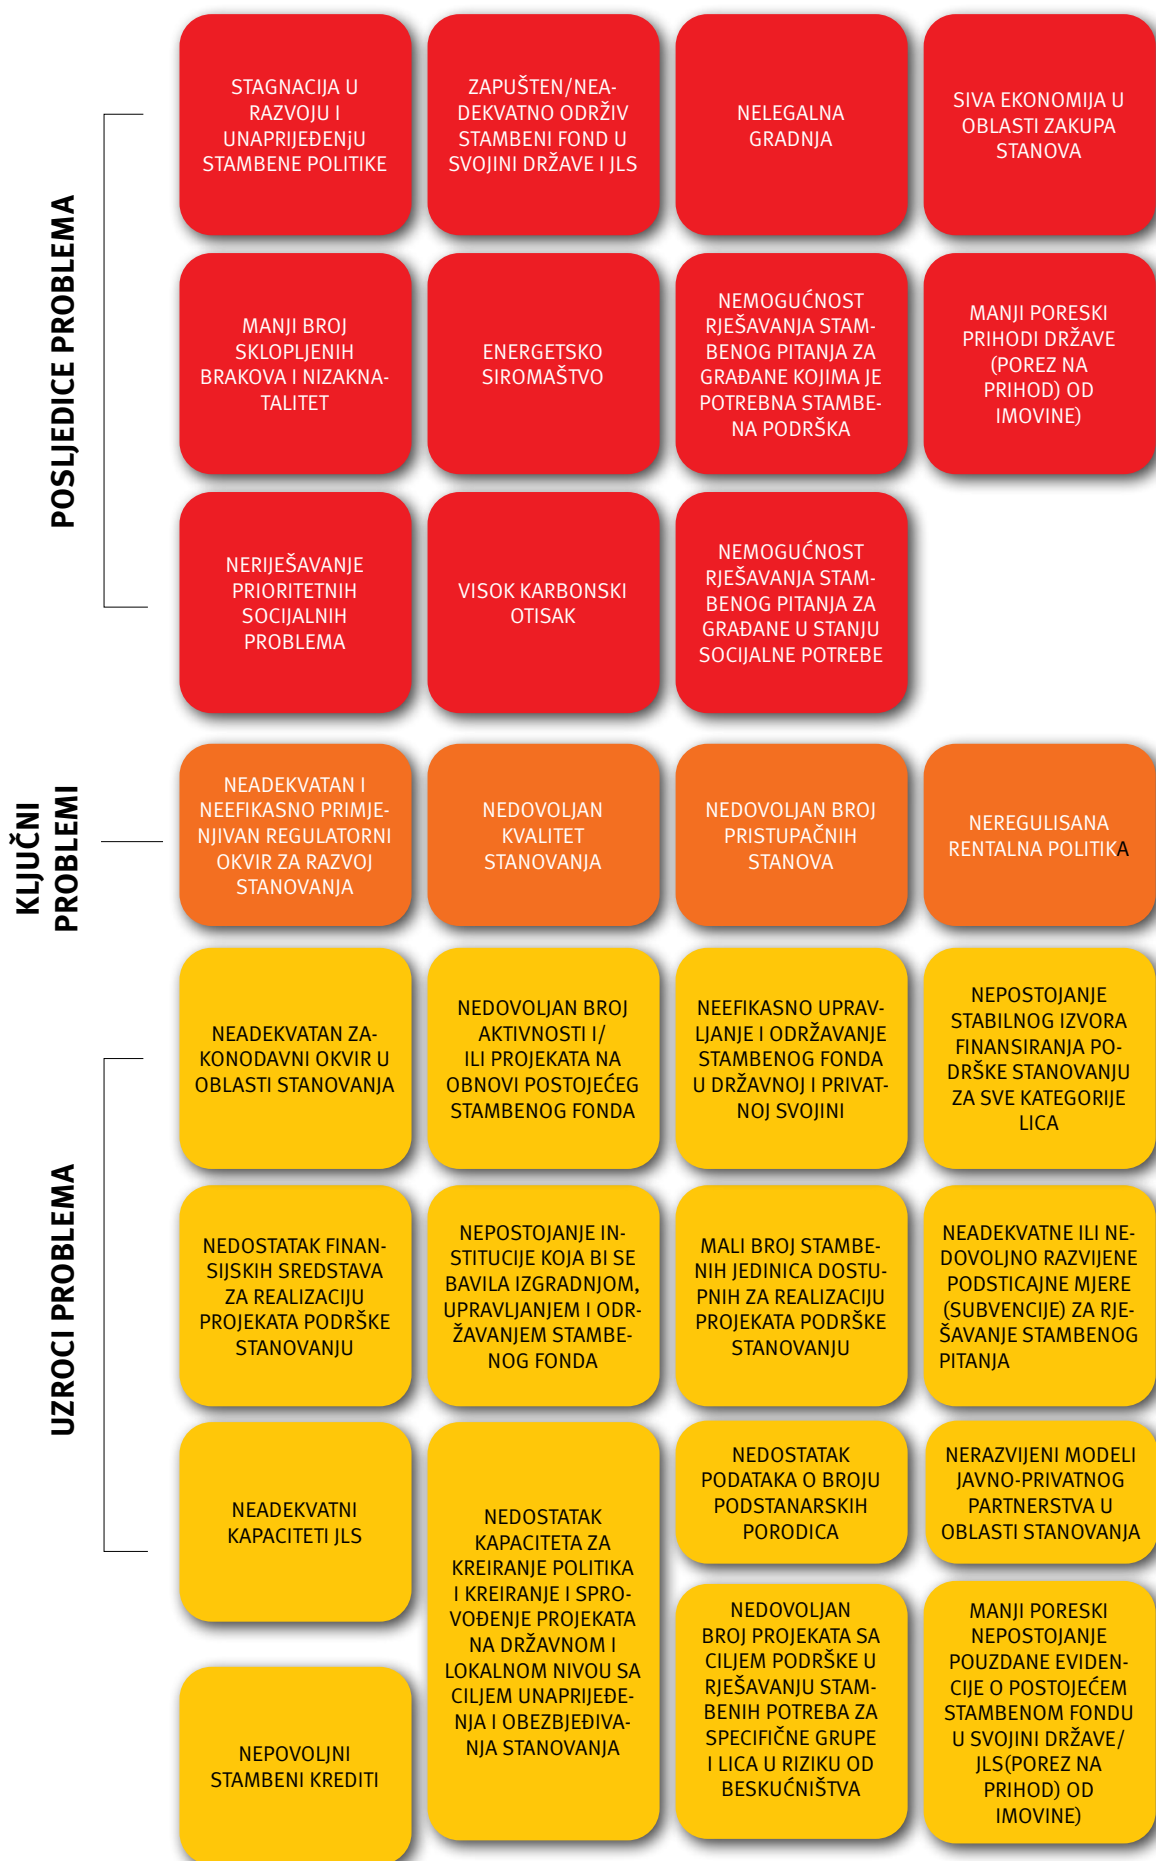 POSLJEDICE PROBLEMA
STAGNACIJA U
RAZVOJU I
UNAPRIJEĐENjU
STAMBENE POLITIKE
ZAPUŠTEN/NEA-
DEKVATNO ODRŽIV
STAMBENI FOND U
SVOJINI DRŽAVE I JLS
NELEGALNA
GRADNJA
SIVA EKONOMIJA U
OBLASTI ZAKUPA
STANOVA
MANJI BROJ
SKLOPLJENIH
BRAKOVA I NIZAKNA-
TALITET
ENERGETSKO
SIROMAŠTVO
NEMOGUĆNOST
RJEŠAVANJA STAM-
BENOG PITANJA ZA
GRAĐANE KOJIMA JE
POTREBNA STAMBE-
NA PODRŠKA
MANJI PORESKI
PRIHODI DRŽAVE
(POREZ NA
PRIHOD) OD
IMOVINE)
NERIJEŠAVANJE
PRIORITETNIH
SOCIJALNIH
PROBLEMA
VISOK KARBONSKI
OTISAK
NEMOGUĆNOST
RJEŠAVANJA STAM-
BENOG PITANJA ZA
GRAĐANE U STANJU
SOCIJALNE POTREBE
KLJUČNI
PROBLEMI
NEADEKVATAN I
NEEFIKASNO PRIMJE-
NJIVAN REGULATORNI
OKVIR ZA RAZVOJ
STANOVANJA
NEDOVOLJAN
KVALITET
STANOVANJA
NEDOVOLJAN BROJ
PRISTUPAČNIH
STANOVA
NEREGULISANA
RENTALNA POLITIKA
UZROCI PROBLEMA
NEADEKVATAN ZA-
KONODAVNI OKVIR U
OBLASTI STANOVANJA
NEDOVOLJAN BROJ
AKTIVNOSTI I/
ILI PROJEKATA NA
OBNOVI POSTOJEĆEG
STAMBENOG FONDA
NEEFIKASNO UPRAV-
LJANJE I ODRŽAVANJE
STAMBENOG FONDA
U DRŽAVNOJ I PRIVAT-
NOJ SVOJINI
NEPOSTOJANJE
STABILNOG IZVORA
FINANSIRANJA PO-
DRŠKE STANOVANJU
ZA SVE KATEGORIJE
LICA
NEDOSTATAK FINAN-
SIJSKIH SREDSTAVA
ZA REALIZACIJU
PROJEKATA PODRŠKE
STANOVANJU
NEPOSTOJANJE IN-
STITUCIJE KOJA BI SE
BAVILA IZGRADNJOM,
UPRAVLJANJEM I ODR-
ŽAVANJEM STAMBE-
NOG FONDA
MALI BROJ STAMBE-
NIH JEDINICA DOSTU-
PNIH ZA REALIZACIJU
PROJEKATA PODRŠKE
STANOVANJU
NEADEKVATNE ILI NE-
DOVOLJNO RAZVIJENE
PODSTICAJNE MJERE
(SUBVENCIJE) ZA RJE-
ŠAVANJE STAMBENOG
PITANJA
NEADEKVATNI
KAPACITETI JLS
NEDOSTATAK
KAPACITETA ZA
KREIRANJE POLITIKA
I KREIRANJE I SPRO-
VOĐENJE PROJEKATA
NA DRŽAVNOM I
LOKALNOM NIVOU SA
CILJEM UNAPRIJEĐE-
NJA I OBEZBJEĐIVA-
NJA STANOVANJA
NEDOSTATAK
PODATAKA O BROJU
PODSTANARSKIH
PORODICA
NERAZVIJENI MODELI
JAVNO-PRIVATNOG
PARTNERSTVA U
OBLASTI STANOVANJA
NEPOVOLJNI
STAMBENI KREDITI
NEDOVOLJAN
BROJ PROJEKATA SA
CILJEM PODRŠKE U
RJEŠAVANJU STAM-
BENIH POTREBA ZA
SPECIFIČNE GRUPE
I LICA U RIZIKU OD
BESKUĆNIŠTVA
MANJI PORESKI
NEPOSTOJANJE
POUZDANE EVIDEN-
CIJE O POSTOJEĆEM
STAMBENOM FONDU
U SVOJINI DRŽAVE/
JLS(POREZ NA
PRIHOD) OD
IMOVINE)